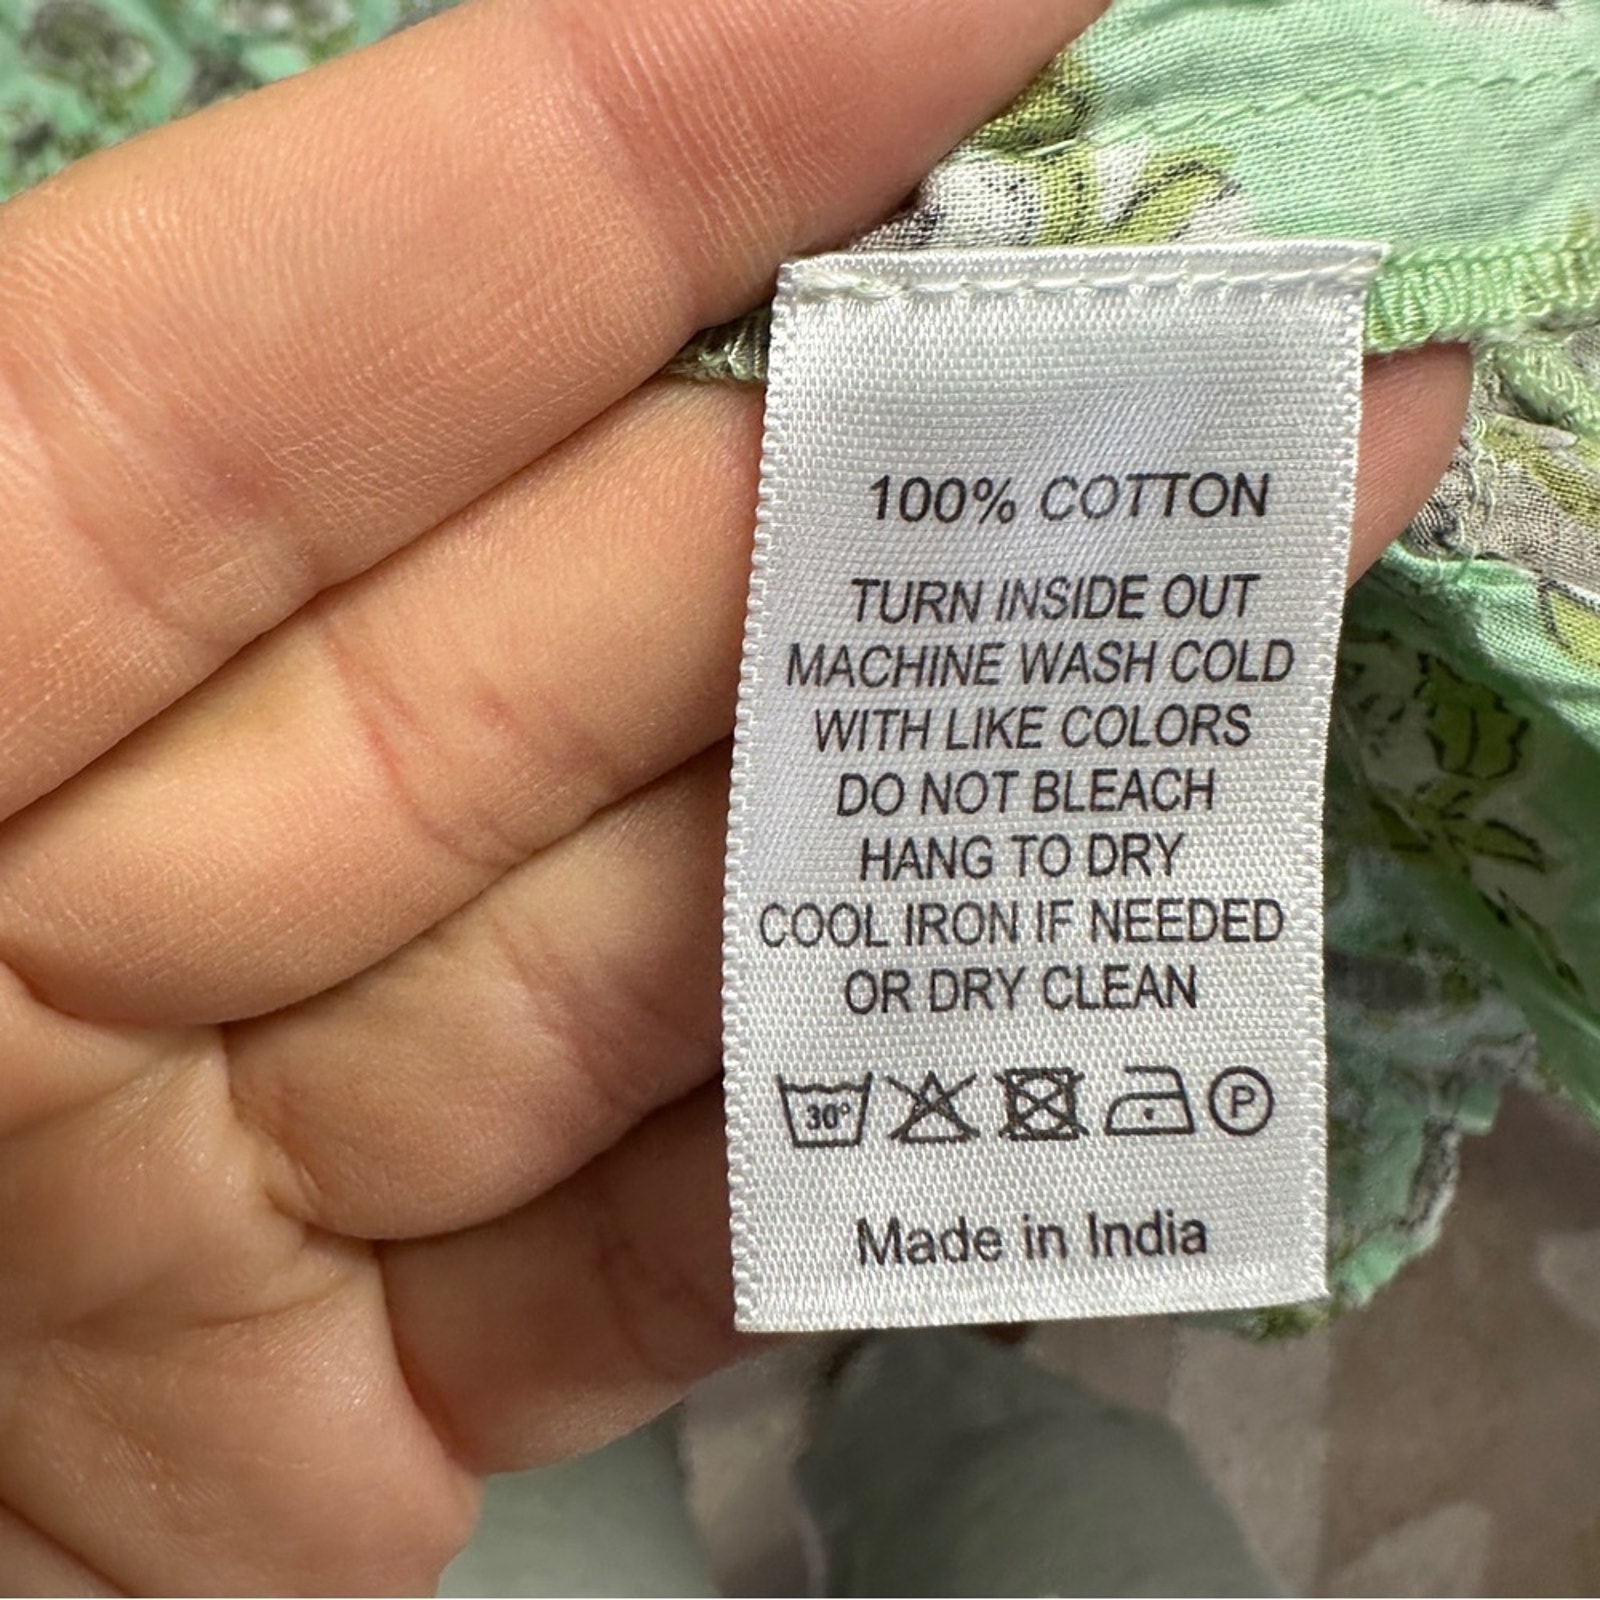 100% COTTON
TURN INSIDE OUT
MACHINE WASH COLD
WITH LIKE COLORS
DO NOT BLEACH
HANG TO DRY
COOL IRON IF NEEDED
OR DRY CLEAN
30° P
Made in India